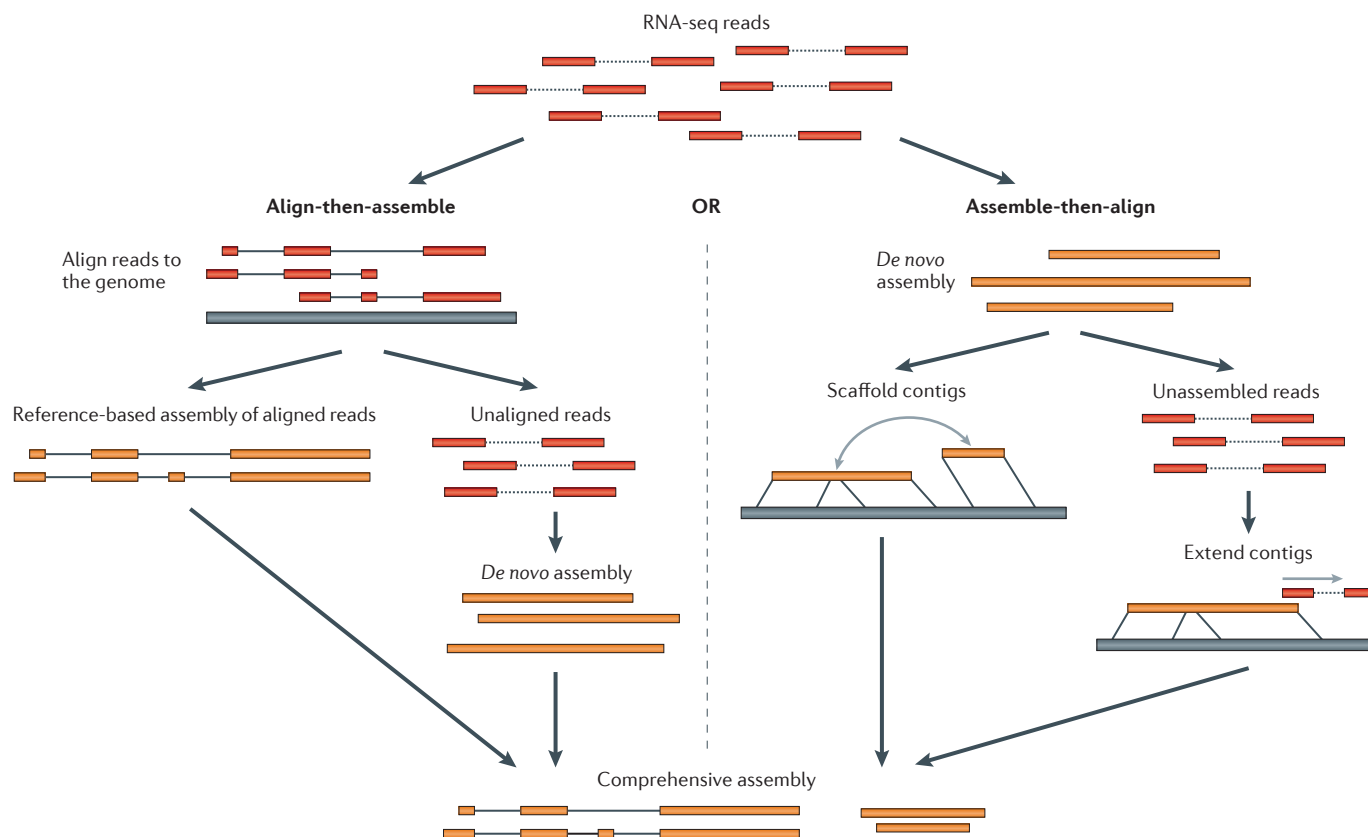 RNA-seq reads
Align-then-assemble
OR
Assemble-then-align
Align reads to
the genome
De novo
assembly
Reference-based assembly of aligned reads
Unaligned reads
Scaffold contigs
Unassembled reads
De novo assembly
Extend contigs
Comprehensive assembly